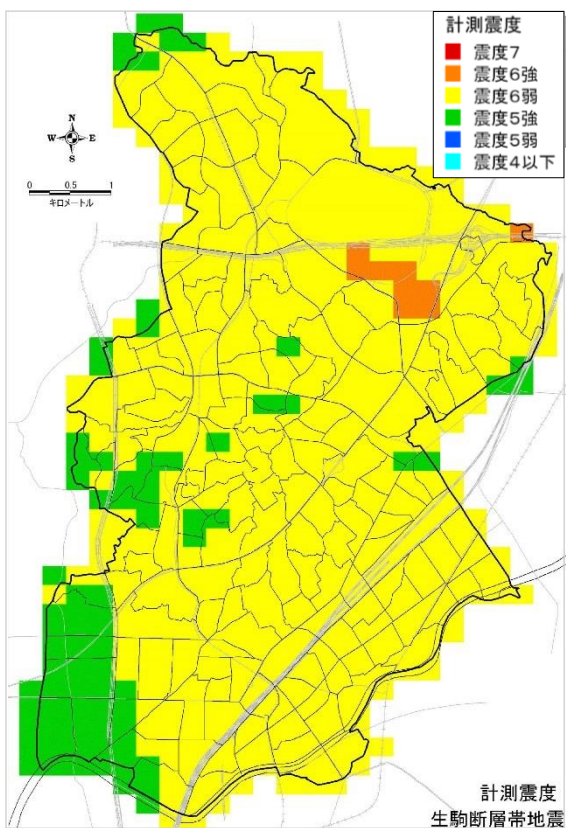 計測震度
震度7
震度6強
震度6弱
震度5強
震度5弱
震度4以下
N
W E
S
0 0.5 1
キロメートル
計測震度
生駒断層帯地震